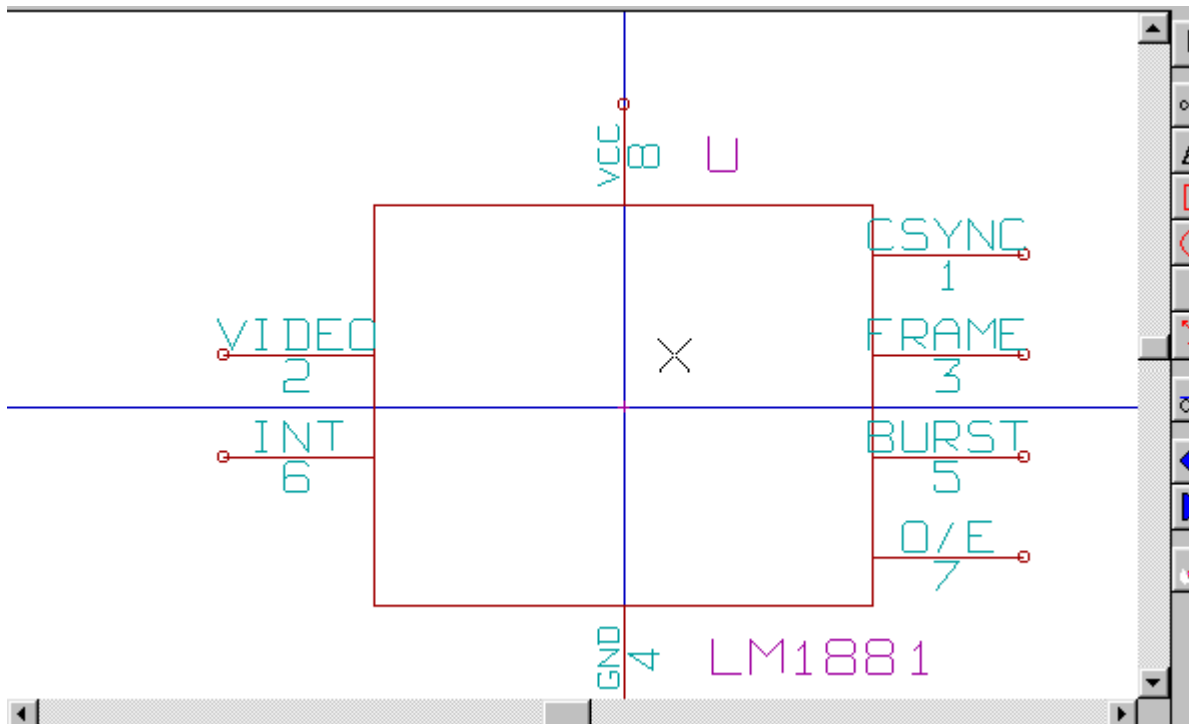 VCC
8
U
CSYNC
1
VIDEO
2
FRAME
3
INT
6
BURST
5
O/E
7
GND
4
LM1881